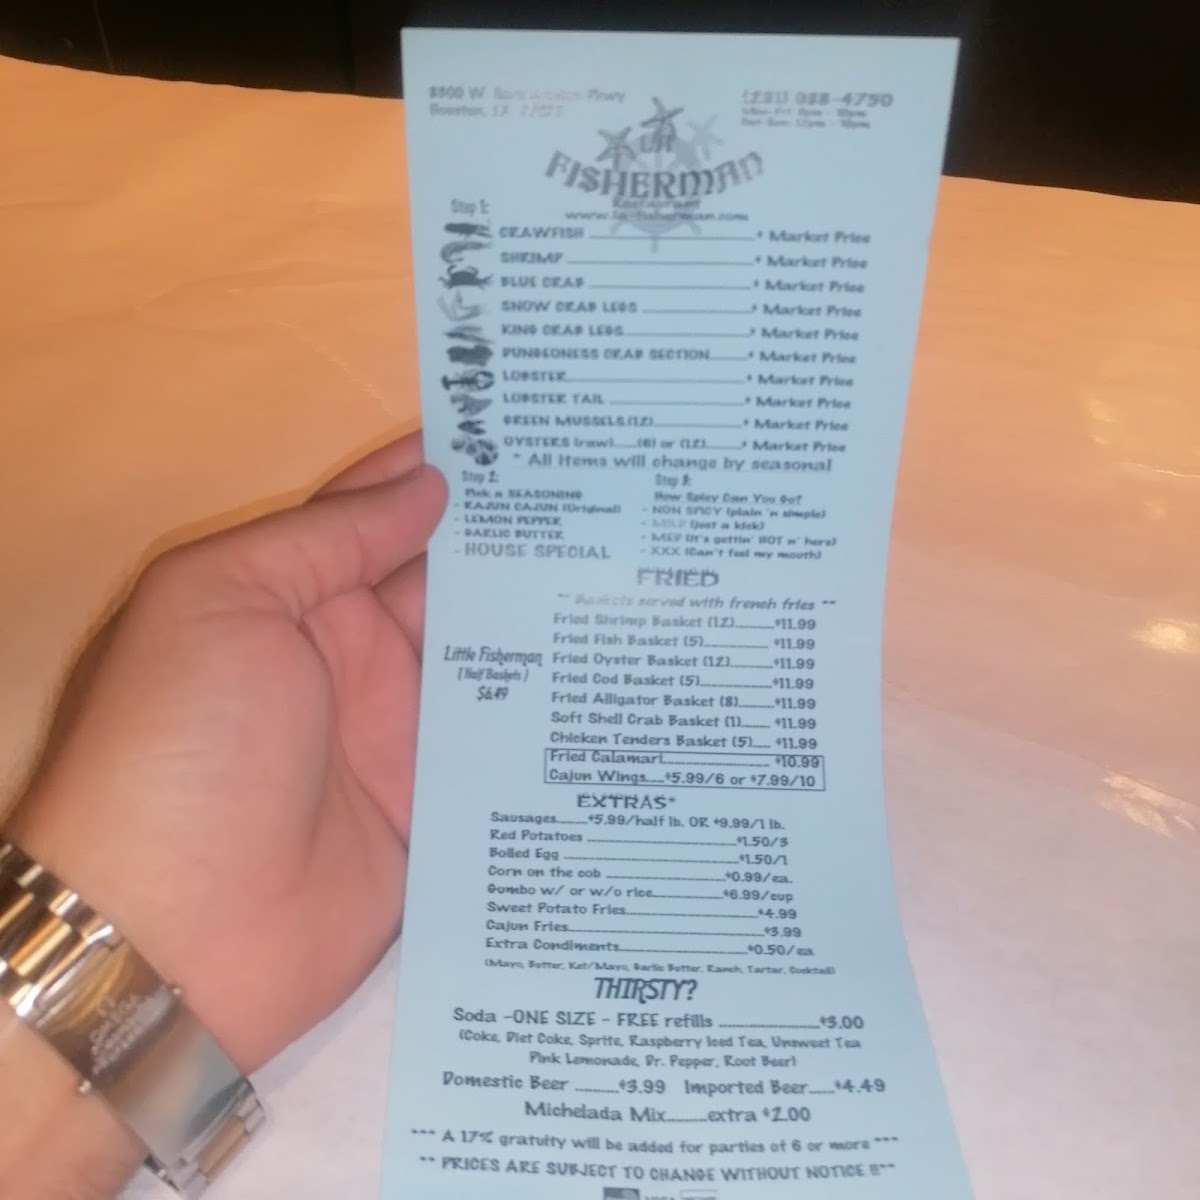 (281) 988-4750
LA
FISHERMAN
Restaurant
www.la-fisherman.com
Step 1:
CRAWFISH * Market Price
SHRIMP * Market Price
BLUE CRAB * Market Price
SNOW CRAB LEGS * Market Price
KING CRAB LEGS * Market Price
DUNGEONESS CRAB SECTION * Market Price
LOBSTER * Market Price
LOBSTER TAIL * Market Price
GREEN MUSSELS (12) * Market Price
OYSTERS (raw)......(6) or (12) * Market Price
* All items will change by seasonal
Step 2:
Pick a SEASONING
- KAJUN CAJUN (Original)
- LEMON PEPPER
- GARLIC BUTTER
- HOUSE SPECIAL
Step 3:
How Spicy Can You Go?
- NON SPICY (plain 'n simple)
- MILD (just a kick)
- MED (it's gettin' HOT n' here)
- XXX (Can't feel my mouth)
FRIED
** Baskets served with french fries **
Little Fisherman
(Half Baskets)
$6.49
Fried Shrimp Basket (12)..........$11.99
Fried Fish Basket (5)................ $11.99
Fried Oyster Basket (12)...........$11.99
Fried Cod Basket (5)..................$11.99
Fried Alligator Basket (8).........$11.99
Soft Shell Crab Basket (1)....... $11.99
Chicken Tenders Basket (5)..... $11.99
Fried Calamari........................... $10.99
Cajun Wings.....$5.99/6 or $7.99/10
EXTRAS*
Sausages........$5.99/half lb. OR $9.99/1 lb.
Red Potatoes ......................................$1.50/3
Boiled Egg ............................................$1.50/1
Corn on the cob ..............................$0.99/ea.
Gumbo w/ or w/o rice..................$6.99/cup
Sweet Potato Fries.................................$4.99
Cajun Fries.................................................$3.99
Extra Condiments................................$0.50/ea
(Mayo, Butter, Ket/Mayo, Garlic Butter, Ranch, Tartar, Cocktail)
THIRSTY?
Soda -ONE SIZE - FREE refills .......................$3.00
(Coke, Diet Coke, Sprite, Raspberry Iced Tea, Unsweet Tea
Pink Lemonade, Dr. Pepper, Root Beer)
Domestic Beer ..........$3.99 Imported Beer......$4.49
Michelada Mix..........extra $2.00
*** A 17% gratuity will be added for parties of 6 or more ***
** PRICES ARE SUBJECT TO CHANGE WITHOUT NOTICE !!**